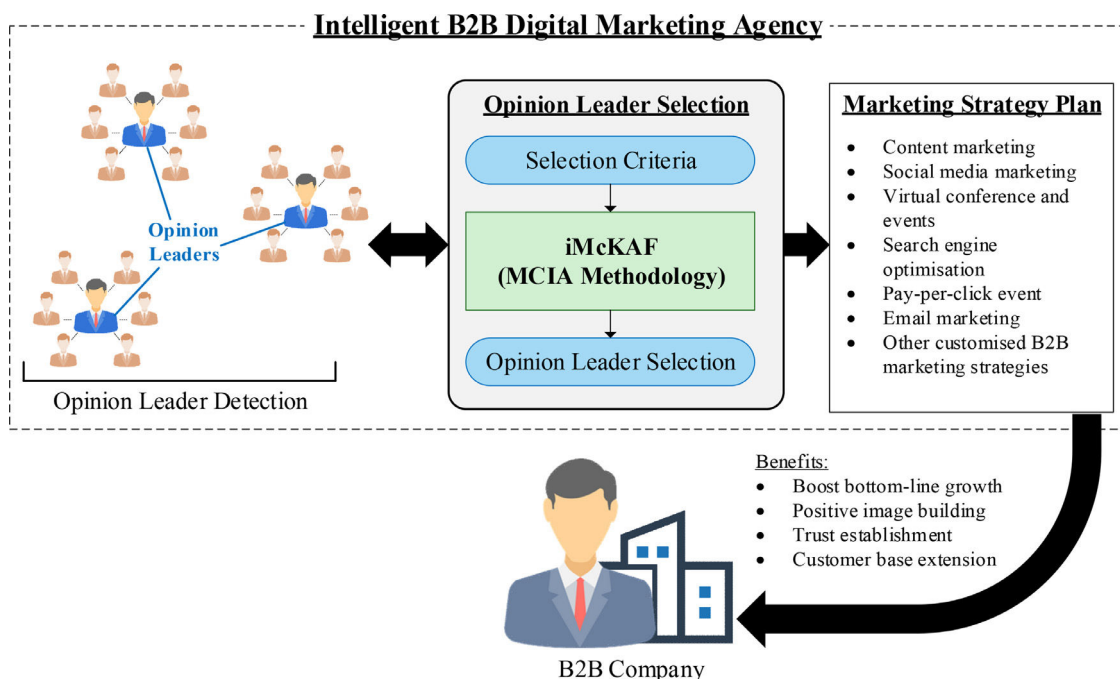 Intelligent B2B Digital Marketing Agency
Opinion
Leaders
Opinion Leader Detection
Opinion Leader Selection
Selection Criteria
iMcKAF
(MCIA Methodology)
Opinion Leader Selection
Marketing Strategy Plan
• Content marketing
• Social media marketing
• Virtual conference and
events
• Search engine
optimisation
• Pay-per-click event
• Email marketing
• Other customised B2B
marketing strategies
Benefits:
• Boost bottom-line growth
• Positive image building
• Trust establishment
• Customer base extension
B2B Company